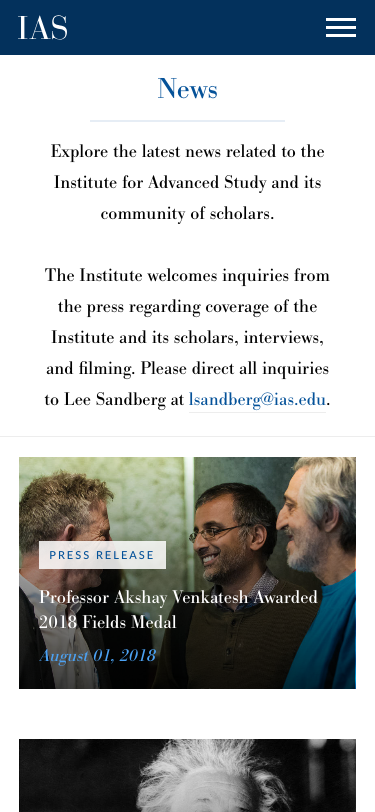 IAS
News
Explore the latest news related to the
Institute for Advanced Study and its
community of scholars.
The Institute welcomes inquiries from
the press regarding coverage of the
Institute and its scholars, interviews,
and filming. Please direct all inquiries
to Lee Sandberg at lsandberg@ias.edu.
PRESS RELEASE
Professor Akshay Venkatesh Awarded
2018 Fields Medal
August 01, 2018